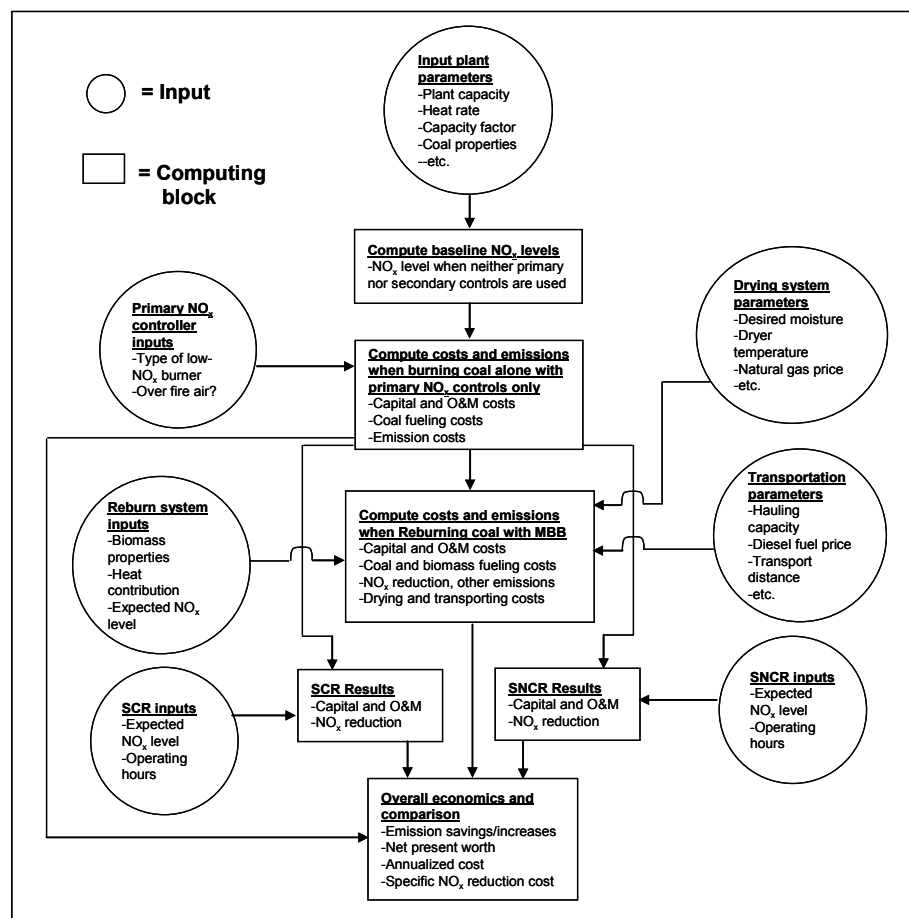 = Input
= Computing
block
Input plant
parameters
-Plant capacity
-Heat rate
-Capacity factor
-Coal properties
--etc.
Compute baseline NOx levels
-NOx level when neither primary
nor secondary controls are used
Primary NOx
controller
inputs
-Type of low-
NOx burner
-Over fire air?
Compute costs and emissions
when burning coal alone with
primary NOx controls only
-Capital and O&M costs
-Coal fueling costs
-Emission costs
Drying system
parameters
-Desired moisture
-Dryer
temperature
-Natural gas price
-etc.
Reburn system
inputs
-Biomass
properties
-Heat
contribution
-Expected NOx
level
Compute costs and emissions
when Reburning coal with MBB
-Capital and O&M costs
-Coal and biomass fueling costs
-NOx reduction, other emissions
-Drying and transporting costs
Transportation
parameters
-Hauling
capacity
-Diesel fuel price
-Transport
distance
-etc.
SCR inputs
-Expected
NOx level
-Operating
hours
SCR Results
-Capital and O&M
-NOx reduction
SNCR Results
-Capital and O&M
-NOx reduction
SNCR inputs
-Expected
NOx level
-Operating
hours
Overall economics and
comparison
-Emission savings/increases
-Net present worth
-Annualized cost
-Specific NOx reduction cost